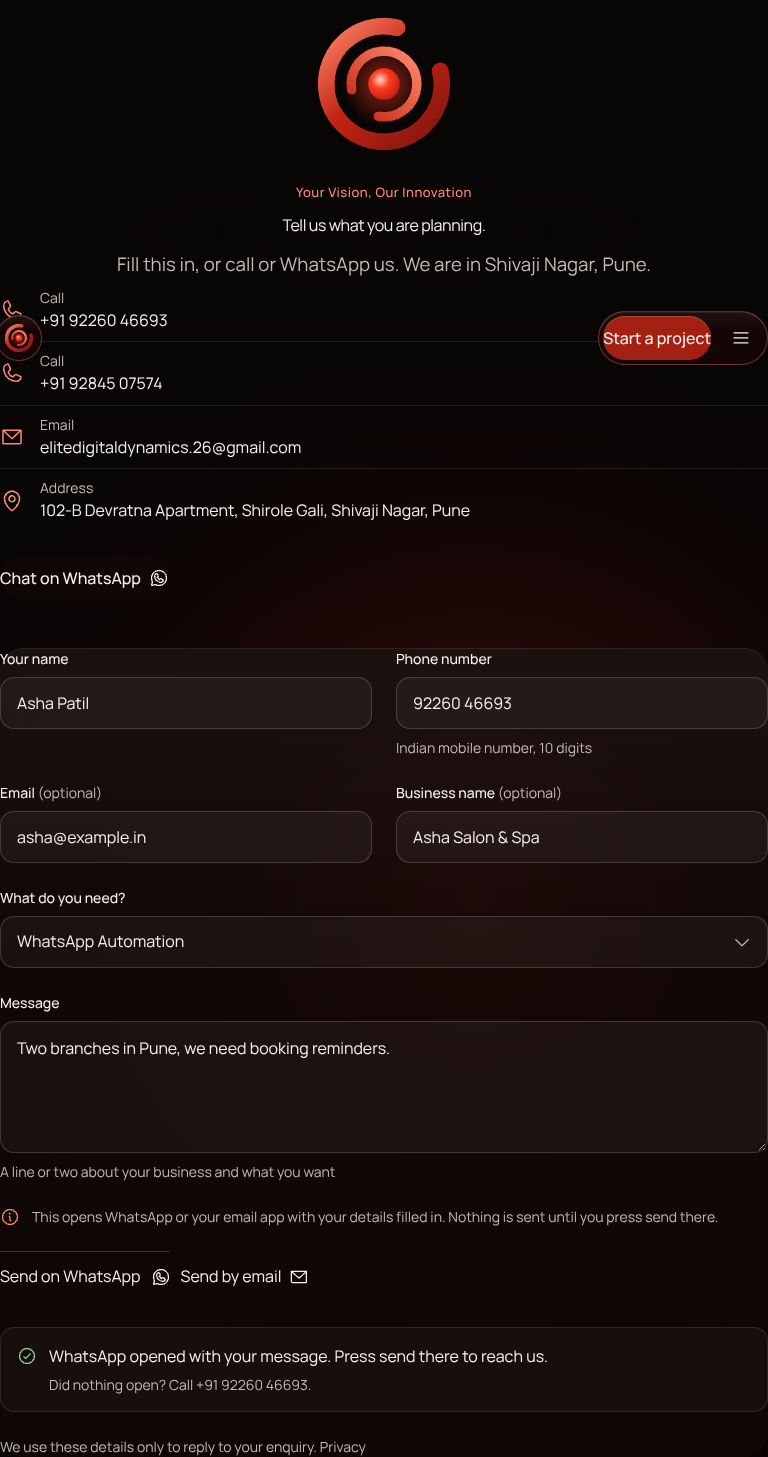 Your Vision, Our Innovation
Tell us what you are planning.
Fill this in, or call or WhatsApp us. We are in Shivaji Nagar, Pune.
Call
+91 92260 46693
Start a project
Call
+91 92845 07574
Email
elitedigitaldynamics.26@gmail.com
Address
102-B Devratna Apartment, Shirole Gali, Shivaji Nagar, Pune
Chat on WhatsApp
Your name
Phone number
Asha Patil
92260 46693
Indian mobile number, 10 digits
Email (optional)
Business name (optional)
asha@example.in
Asha Salon & Spa
What do you need?
WhatsApp Automation
Message
Two branches in Pune, we need booking reminders.
A line or two about your business and what you want
This opens WhatsApp or your email app with your details filled in. Nothing is sent until you press send there.
Send on WhatsApp
Send by email
WhatsApp opened with your message. Press send there to reach us.
Did nothing open? Call +91 92260 46693.
We use these details only to reply to your enquiry. Privacy